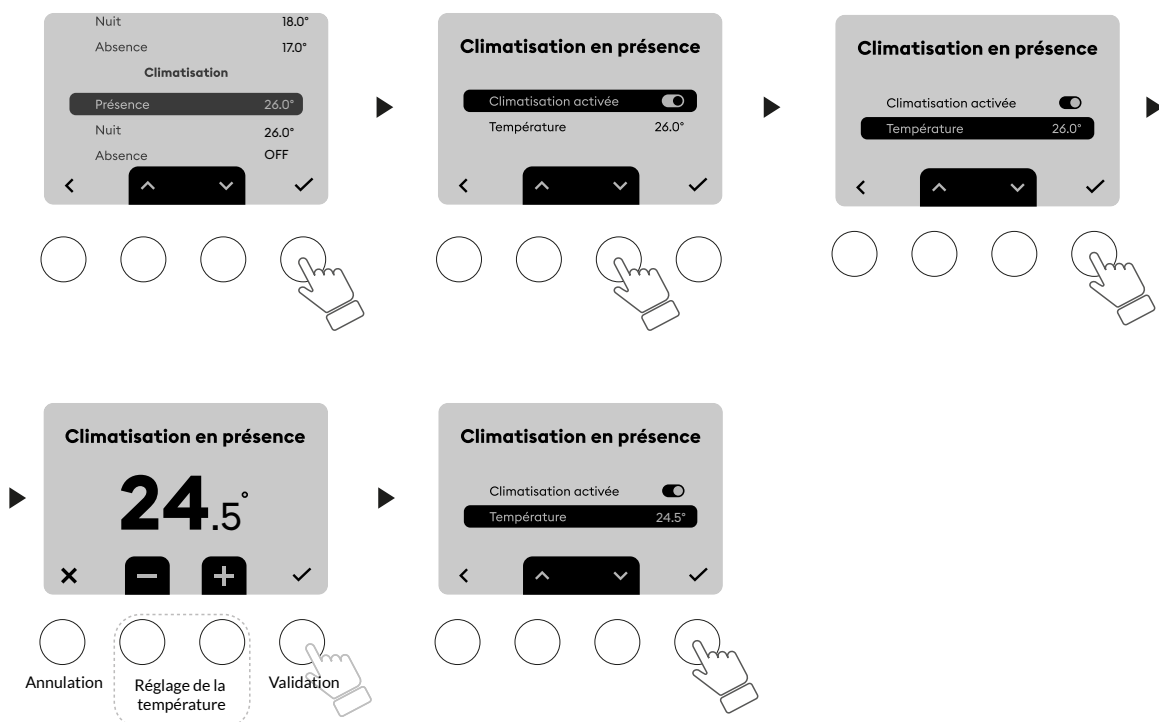 Nuit 18.0°
Absence 17.0°
Climatisation
Présence 26.0°
Nuit 26.0°
Absence OFF
Climatisation en présence
Climatisation activée
Température 26.0°
Climatisation en présence
Climatisation activée
Température 26.0°
Climatisation en présence
24.5°
Annulation
Réglage de la
température
Validation
Climatisation en présence
Climatisation activée
Température 24.5°